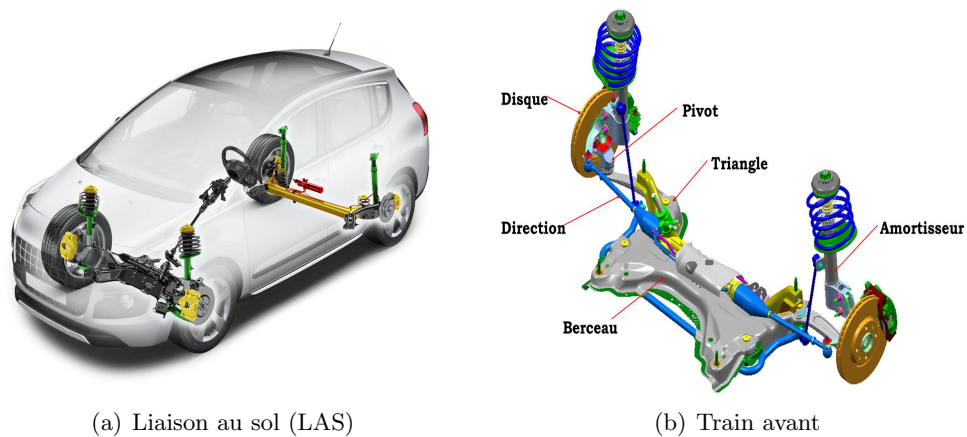 Disque
Pivot
Triangle
Direction
Amortisseur
Berceau
(a) Liaison au sol (LAS)
(b) Train avant